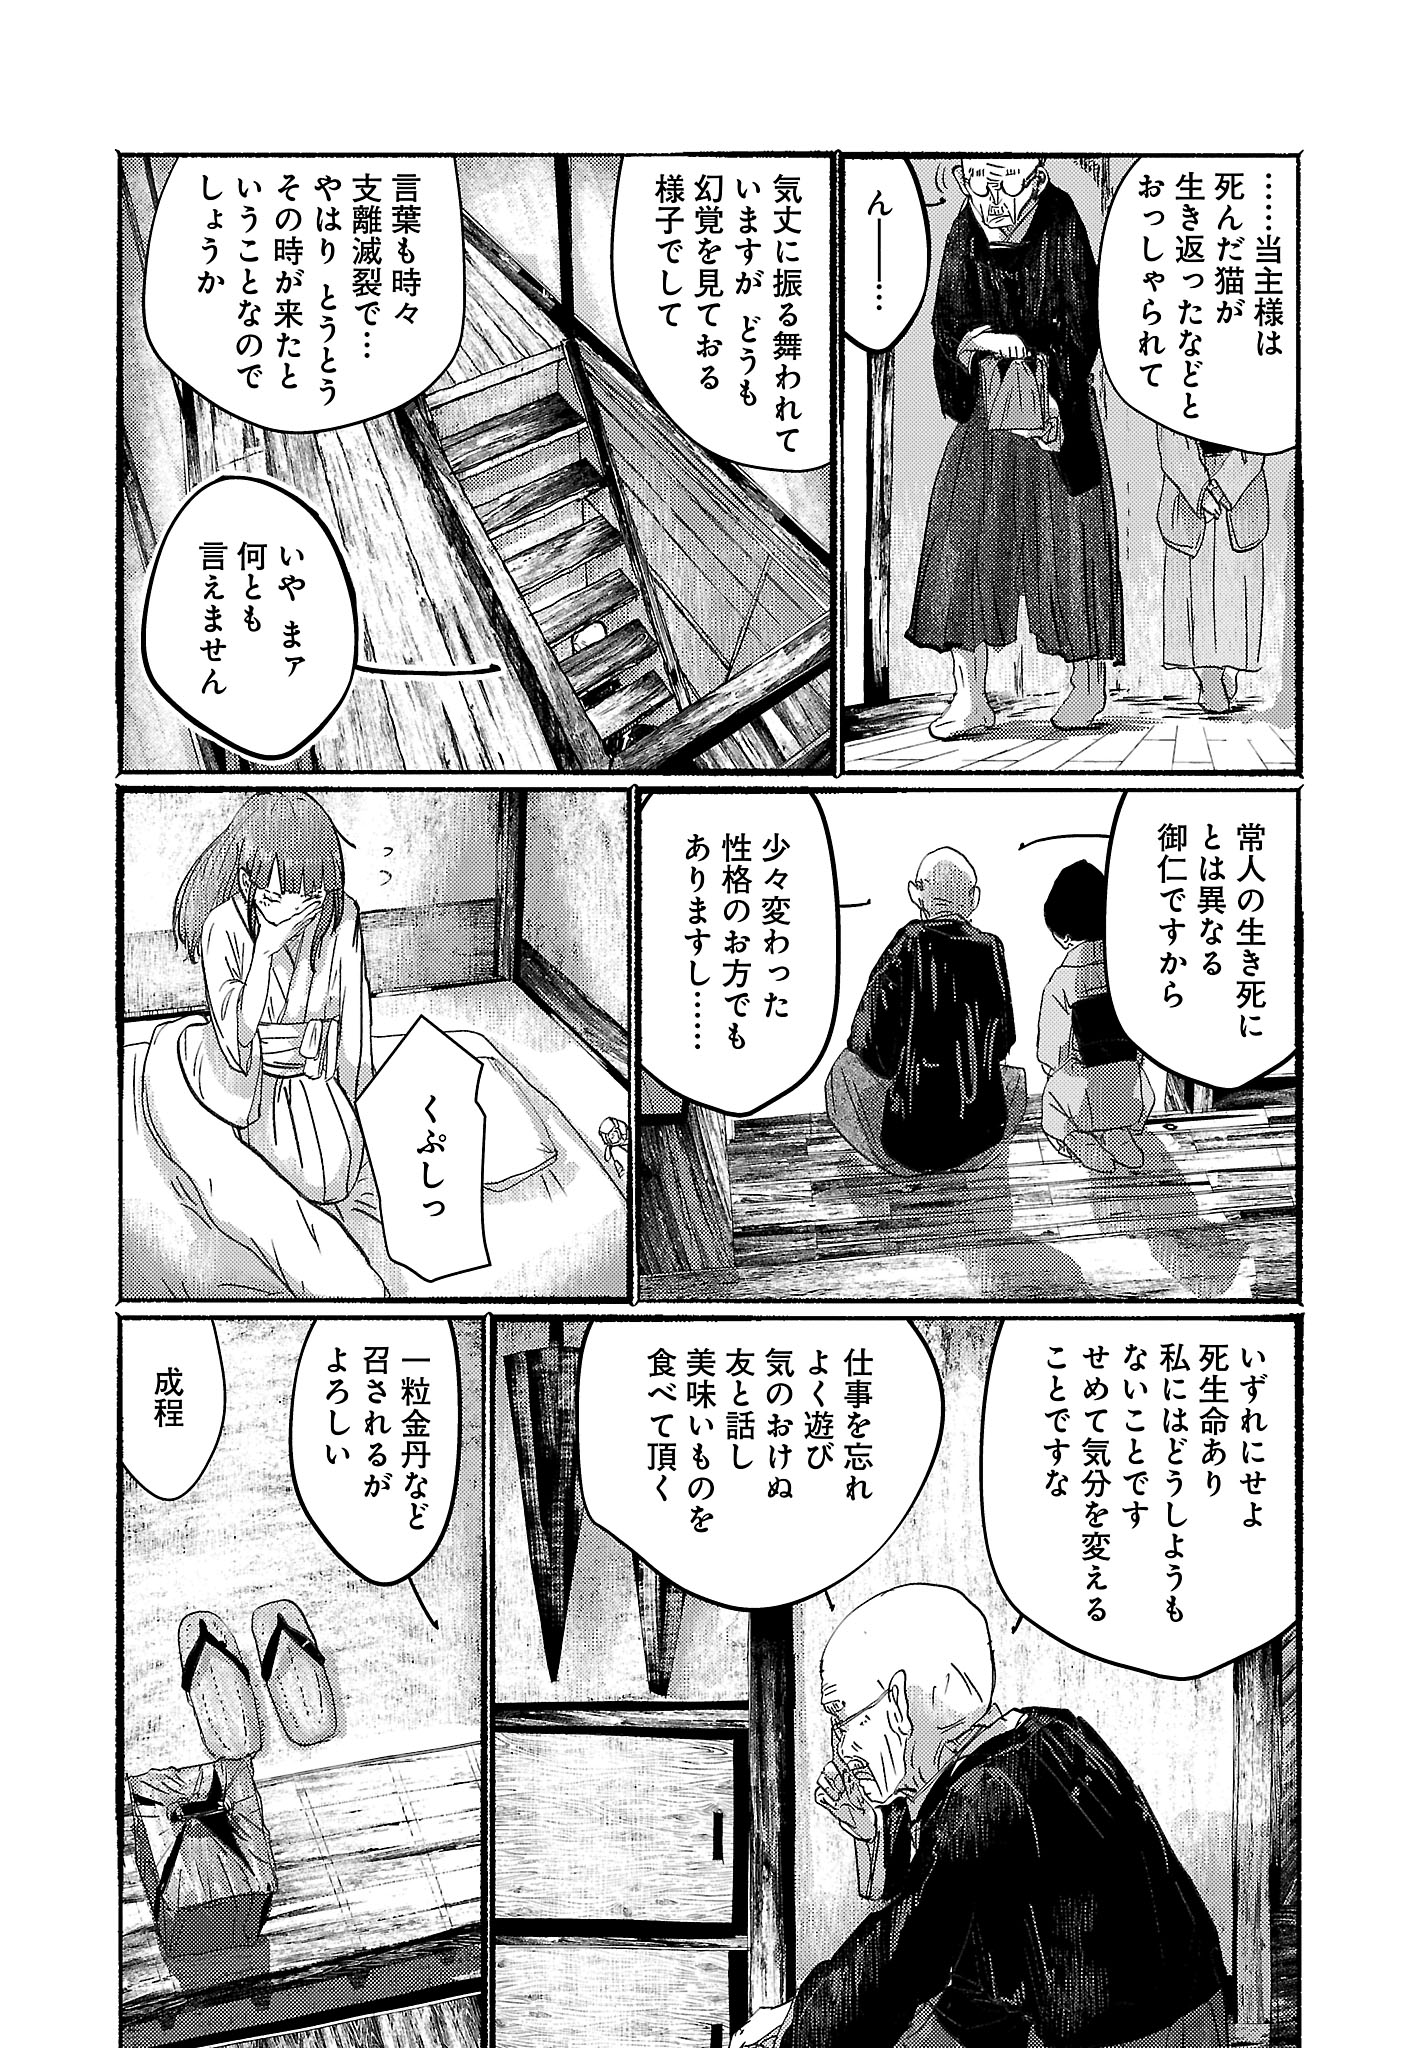 ……当主様は
死んだ猫が
生き返ったなどと
おっしゃられて
ん――…
気丈に振る舞われて
いますが どうも
幻覚を見ておる
様子でして
言葉も時々
支離滅裂で…
やはり とうとう
その時が来たと
いうことなので
しょうか
いや まァ
何とも
言えません
常人の生き死に
とは異なる
御仁ですから
少々変わった
性格のお方でも
ありますし……
くぷしっ
いずれにせよ
死生命あり
私にはどうしようも
ないことです
せめて気分を変える
ことですな
仕事を忘れ
よく遊び
気のおけぬ
友と話し
美味いものを
食べて頂く
一粒金丹など
召されるが
よろしい
成程